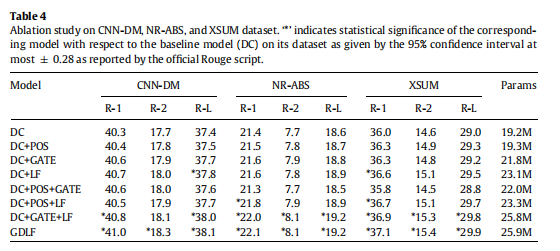 Table 4
Ablation study on CNN-DM, NR-ABS, and XSUM dataset. '*' indicates statistical significance of the correspond-
ing model with respect to the baseline model (DC) on its dataset as given by the 95% confidence interval at
most ± 0.28 as reported by the official Rouge script.
Model CNN-DM NR-ABS XSUM Params
R-1 R-2 R-L R-1 R-2 R-L R-1 R-2 R-L
DC 40.3 17.7 37.4 21.4 7.7 18.6 36.0 14.6 29.0 19.2M
DC+POS 40.4 17.8 37.5 21.5 7.8 18.7 36.3 14.9 29.3 19.3M
DC+GATE 40.6 17.9 37.7 21.6 7.9 18.8 36.3 14.8 29.2 21.8M
DC+LF 40.7 18.0 *37.8 21.6 7.8 18.9 *36.6 15.1 29.5 23.1M
DC+POS+GATE 40.6 18.0 37.6 21.3 7.7 18.5 35.8 14.5 28.8 22.0M
DC+POS+LF 40.5 17.9 37.7 *21.8 7.9 18.9 *36.7 15.1 29.7 23.3M
DC+GATE+LF *40.8 18.1 *38.0 *22.0 *8.1 *19.2 *36.9 *15.3 *29.8 25.8M
GDLF *41.0 *18.3 *38.1 *22.1 *8.1 *19.2 *37.1 *15.4 *29.9 25.9M